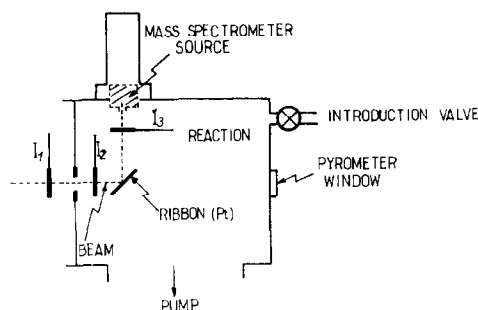 MASS SPECTROMETER
SOURCE
I3
REACTION
INTRODUCTION VALVE
I1
I2
PYROMETER
WINDOW
RIBBON (Pt)
BEAM
PUMP